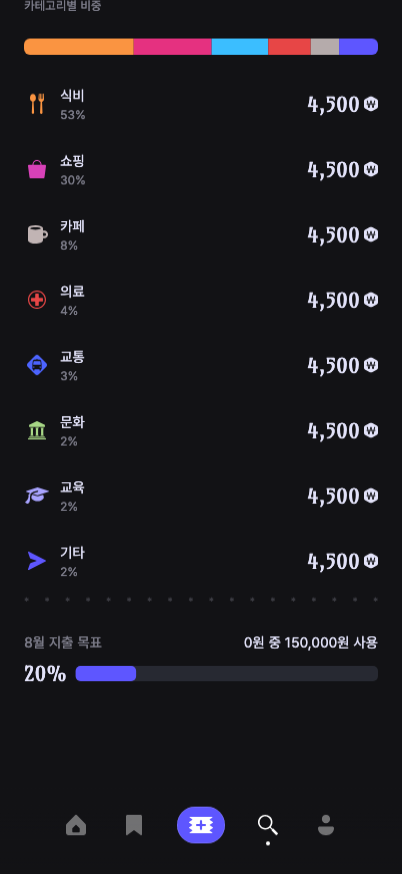 카테고리별 비중
식비
53%
4,500 W
쇼핑
30%
4,500 W
카페
8%
4,500 W
의료
4%
4,500 W
교통
3%
4,500 W
문화
2%
4,500 W
교육
2%
4,500 W
기타
2%
4,500 W
8월 지출 목표
0원 중 150,000원 사용
20%